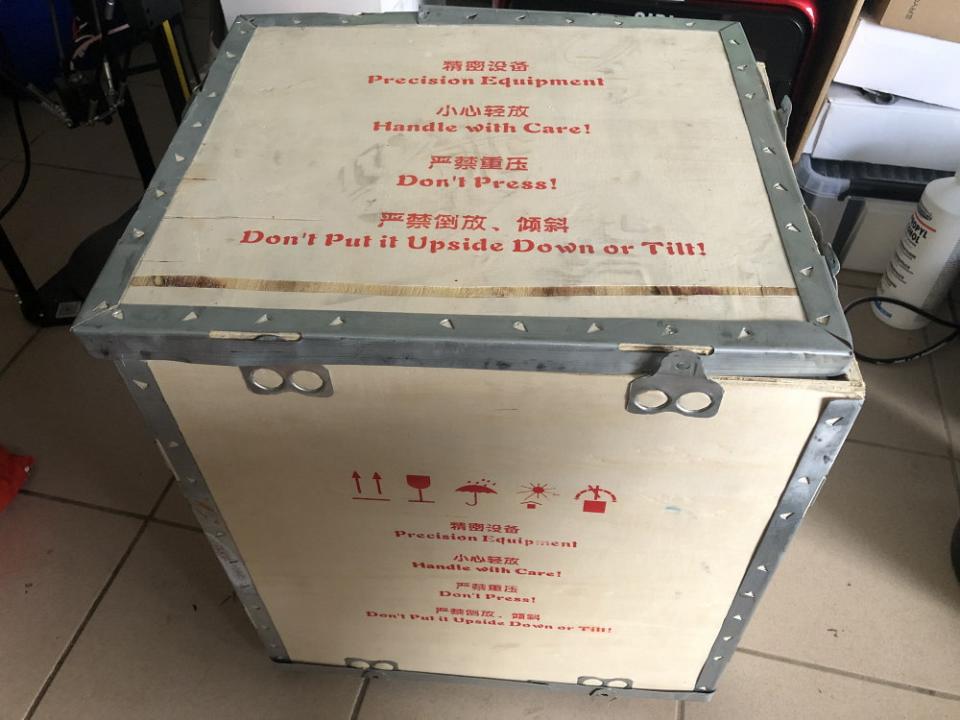 精密设备
Precision Equipment
小心轻放
Handle with Care!
严禁重压
Don't Press!
严禁倒放、倾斜
Don't Put it Upside Down or Tilt!
精密设备
Precision Equipment
小心轻放
Handle with Care!
严禁重压
Don't Press!
严禁倒放、倾斜
Don't Put it Upside Down or Tilt!